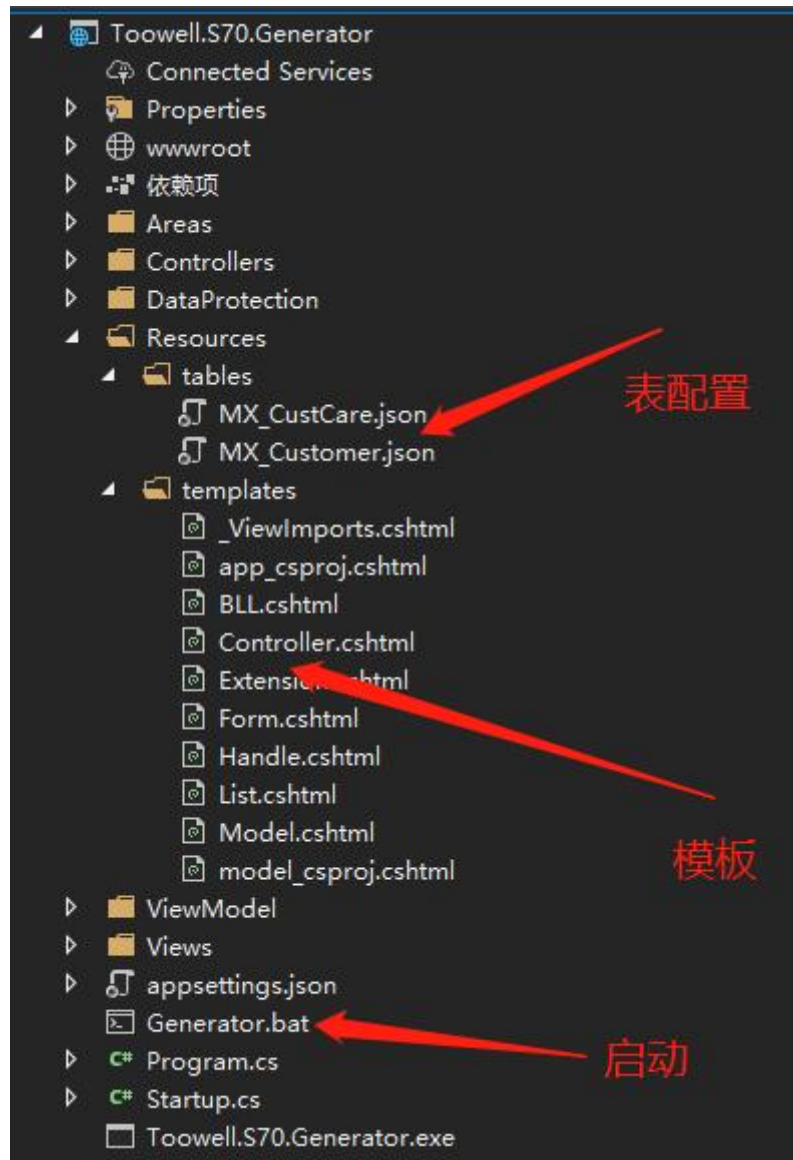 Toowell.S70.Generator
Connected Services
Properties
wwwroot
依赖项
Areas
Controllers
DataProtection
Resources
tables
表配置
MX_CustCare.json
MX_Customer.json
templates
_ViewImports.cshtml
app_csproj.cshtml
BLL.cshtml
Controller.cshtml
Extension.cshtml
Form.cshtml
Handle.cshtml
List.cshtml
Model.cshtml
模板
model_csproj.cshtml
ViewModel
Views
appsettings.json
Generator.bat
启动
Program.cs
Startup.cs
Toowell.S70.Generator.exe